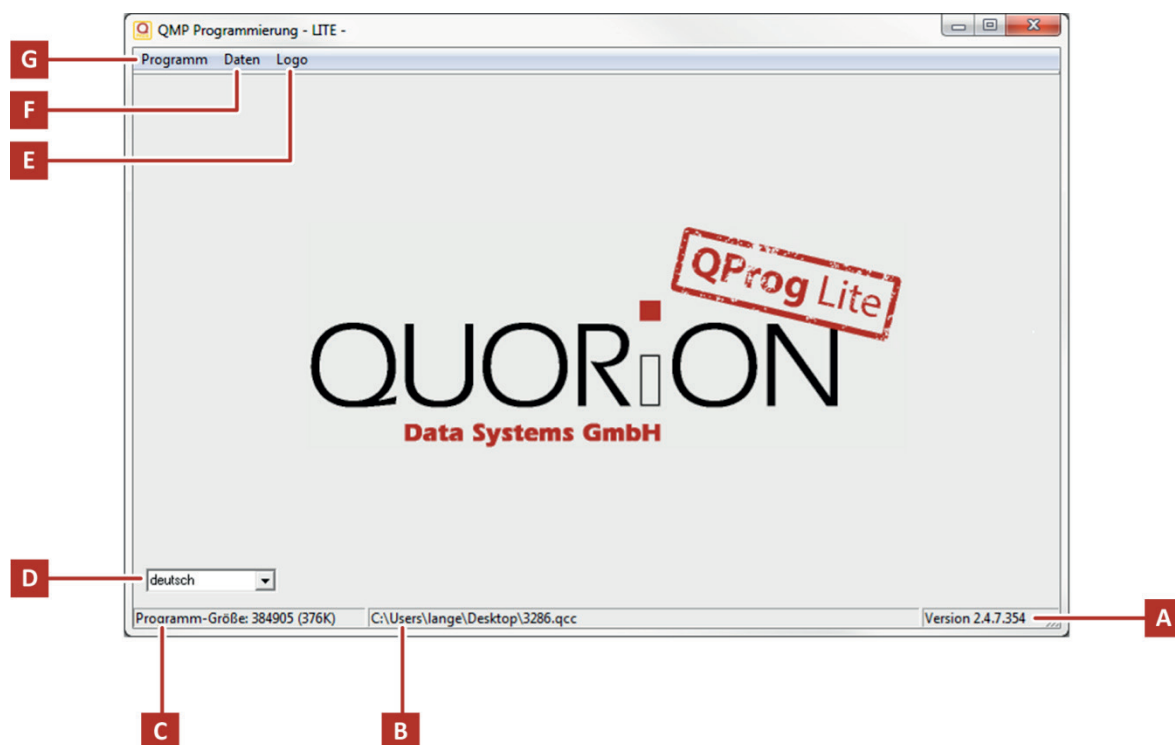 QMP Programmierung - LITE -
G
Programm Daten Logo
F
E
QProg Lite
QUORiON
Data Systems GmbH
D
deutsch
Programm-Größe: 384905 (376K) C:\Users\lange\Desktop\3286.qcc Version 2.4.7.354
A
C
B